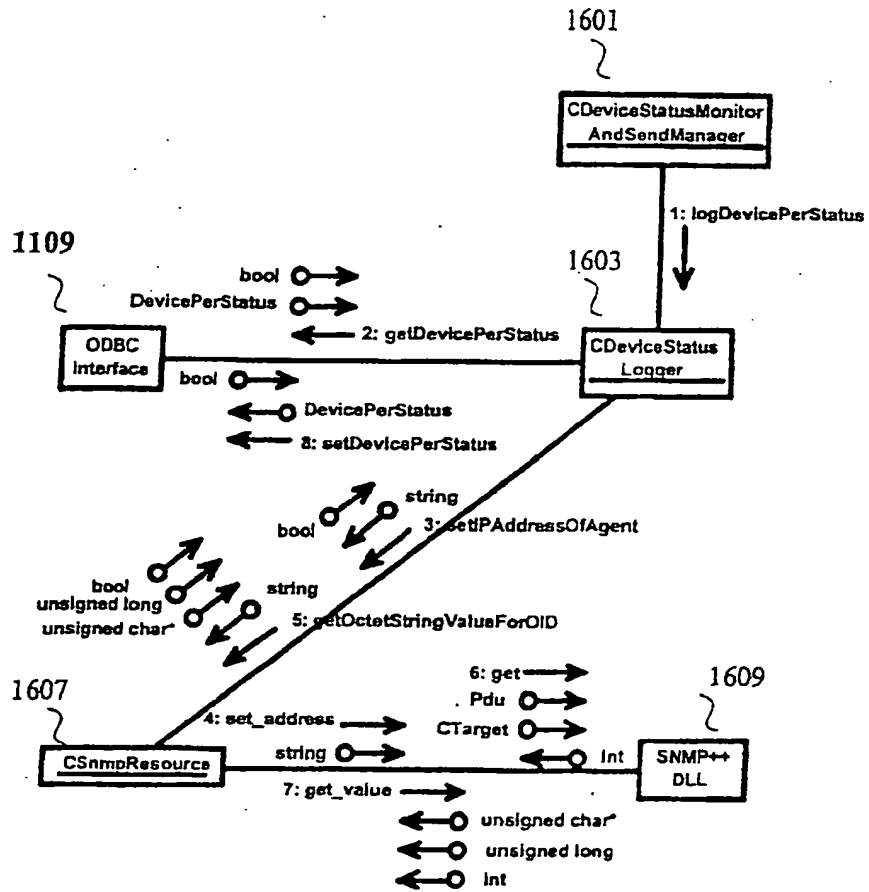 1601
CDeviceStatusMonitor
AndSendManager
1: logDevicePerStatus
1109
1603
bool
DevicePerStatus
2: getDevicePerStatus
ODBC
Interface
CDeviceStatus
Logger
bool
DevicePerStatus
8: setDevicePerStatus
string
bool
3: setIPAddressOfAgent
bool
unsigned long
unsigned char*
string
5: getOctetStringValueForOID
1607
6: get
1609
Pdu
4: set_address
CTarget
string
int
CSnmpResource
SNMP++
DLL
7: get_value
unsigned char*
unsigned long
int